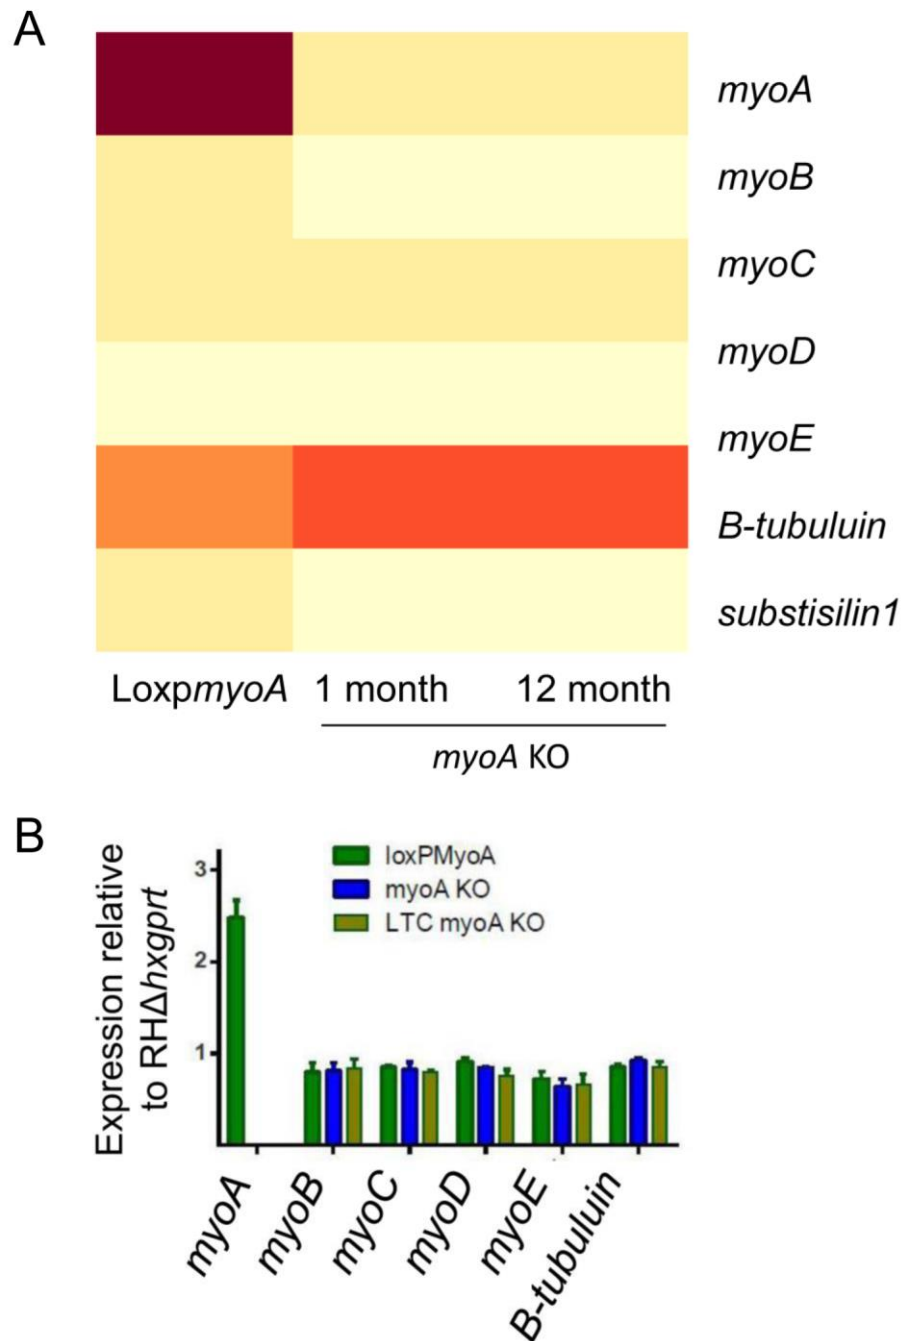 A
myoA
myoB
myoC
myoD
myoE
B-tubuluin
substisilin1
LoxpmyoA 1 month 12 month
myoA KO
B
Expression relative
to RHΔhxgprt
3
2
1
loxPMyoA
myoA KO
LTC myoA KO
myoA
myoB
myoC
myoD
myoE
B-tubuluin